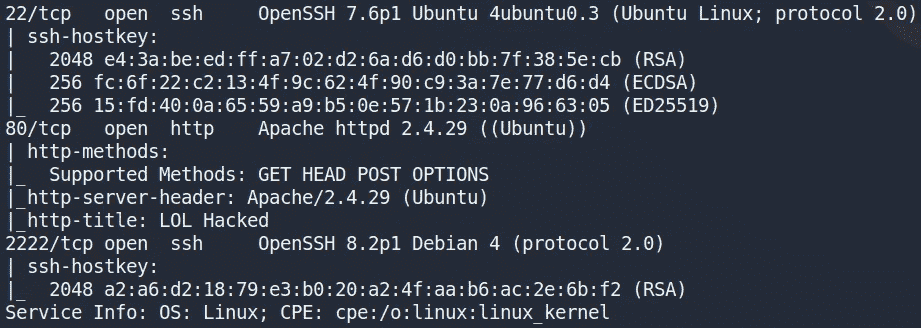 22/tcp   open  ssh     OpenSSH 7.6p1 Ubuntu 4ubuntu0.3 (Ubuntu Linux; protocol 2.0)
| ssh-hostkey:
|   2048 e4:3a:be:ed:ff:a7:02:d2:6a:d6:d0:bb:7f:38:5e:cb (RSA)
|   256 fc:6f:22:c2:13:4f:9c:62:4f:90:c9:3a:7e:77:d6:d4 (ECDSA)
|_  256 15:fd:40:0a:65:59:a9:b5:0e:57:1b:23:0a:96:63:05 (ED25519)
80/tcp   open  http    Apache httpd 2.4.29 ((Ubuntu))
| http-methods:
|_  Supported Methods: GET HEAD POST OPTIONS
|_http-server-header: Apache/2.4.29 (Ubuntu)
|_http-title: LOL Hacked
2222/tcp open  ssh     OpenSSH 8.2p1 Debian 4 (protocol 2.0)
| ssh-hostkey:
|_  2048 a2:a6:d2:18:79:e3:b0:20:a2:4f:aa:b6:ac:2e:6b:f2 (RSA)
Service Info: OS: Linux; CPE: cpe:/o:linux:linux_kernel